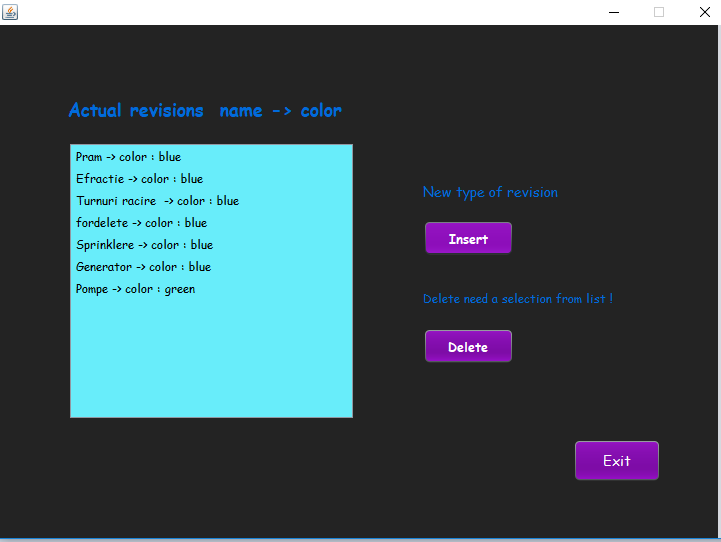 Actual revisions  name -> color
Pram -> color : blue
Efractie -> color : blue
Turnuri racire  -> color : blue
fordelete -> color : blue
Sprinklere -> color : blue
Generator -> color : blue
Pompe -> color : green
New type of revision
Insert
Delete need a selection from list !
Delete
Exit